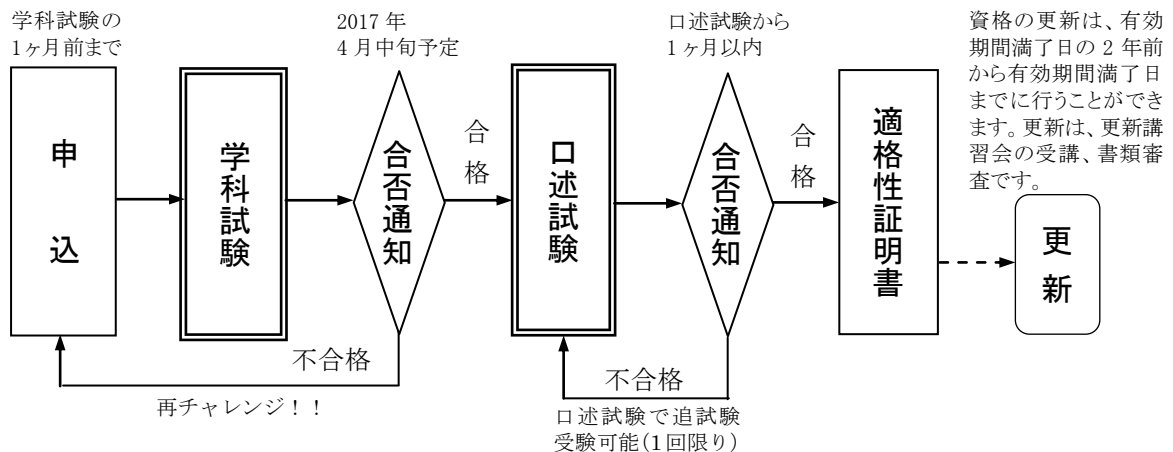 学科試験の
1ヶ月前まで
申込
学科試験
2017 年
4 月中旬予定
合否通知
合格
不合格
再チャレンジ！！
口述試験
口述試験から
1ヶ月以内
合否通知
合格
不合格
口述試験で追試験
受験可能(1回限り)
適格性証明書
資格の更新は、有効
期間満了日の 2 年前
から有効期間満了日
までに行うことができ
ます。更新は、更新講
習会の受講、書類審
査です。
更新